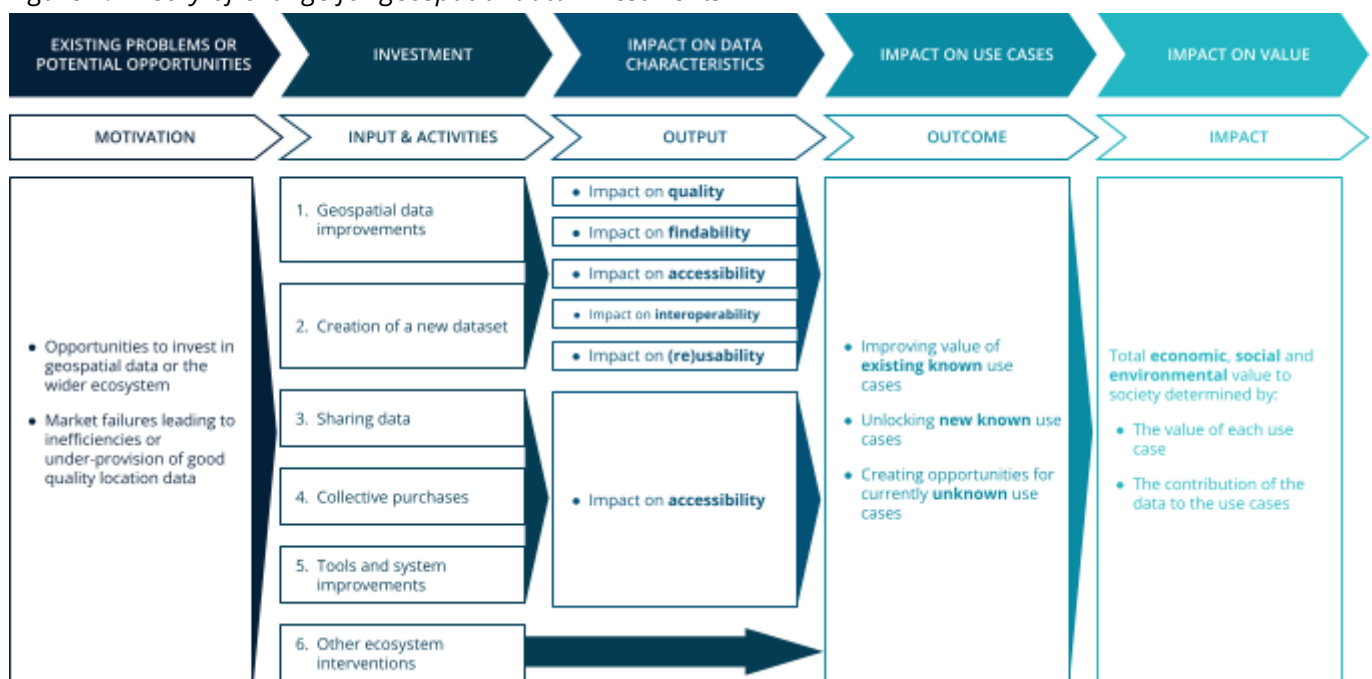 EXISTING PROBLEMS OR
POTENTIAL OPPORTUNITIES
INVESTMENT
IMPACT ON DATA
CHARACTERISTICS
IMPACT ON USE CASES
IMPACT ON VALUE
MOTIVATION
INPUT & ACTIVITIES
OUTPUT
OUTCOME
IMPACT
• Opportunities to invest in
geospatial data or the
wider ecosystem
• Market failures leading to
inefficiencies or
under-provision of good
quality location data
1. Geospatial data
improvements
2. Creation of a new dataset
3. Sharing data
4. Collective purchases
5. Tools and system
improvements
6. Other ecosystem
interventions
• Impact on quality
• Impact on findability
• Impact on accessibility
• Impact on interoperability
• Impact on (re)usability
• Impact on accessibility
• Improving value of
existing known use
cases
• Unlocking new known use
cases
• Creating opportunities for
currently unknown use
cases
Total economic, social and
environmental value to
society determined by:
• The value of each use
case
• The contribution of the
data to the use cases